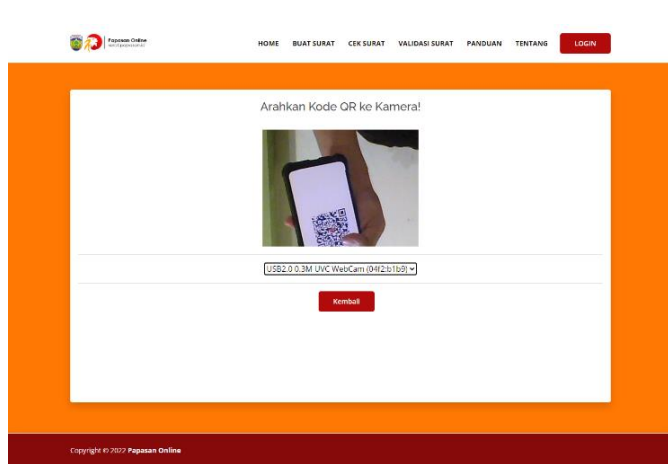 Papasan Online
HOME BUAT SURAT CEK SURAT VALIDASI SURAT PANDUAN TENTANG LOGIN
Arahkan Kode QR ke Kamera!
USB2.0 0.3M UVC WebCam (04f2:b1b9)
Kembali
Copyright © 2022 Papasan Online